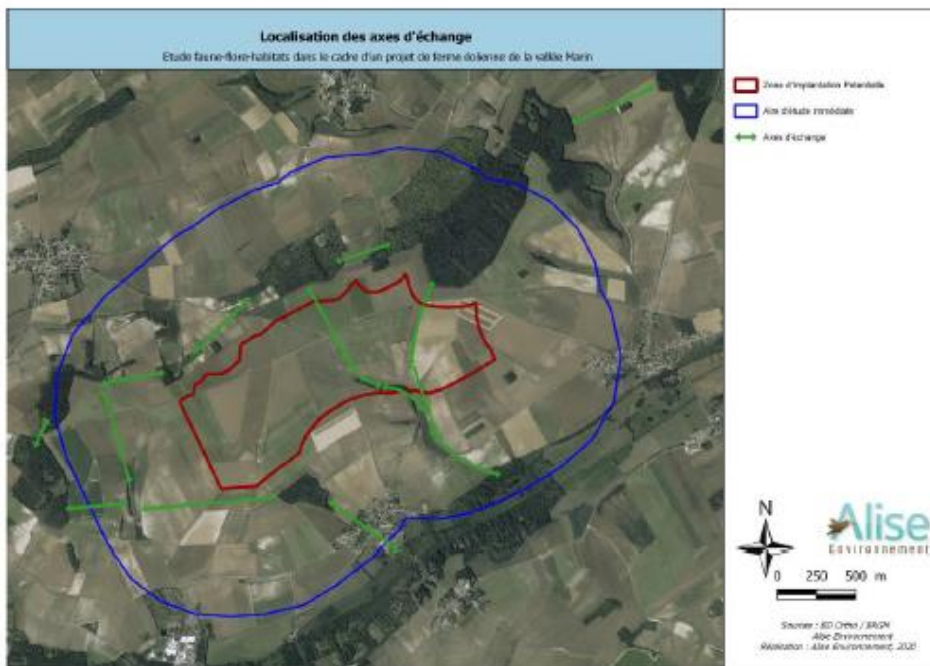 Localisation des axes d'échange
Etude faune-flore-habitats dans le cadre d'un projet de ferme éolienne de la vallée Marin
Zone d'Implantation Potentielle
Aire d'étude immédiate
Axes d'échange
N
Alise
Environnement
0 250 500 m
Sources : BD Ortho / BRGM
Alise Environnement
Réalisation : Alise Environnement, 2020